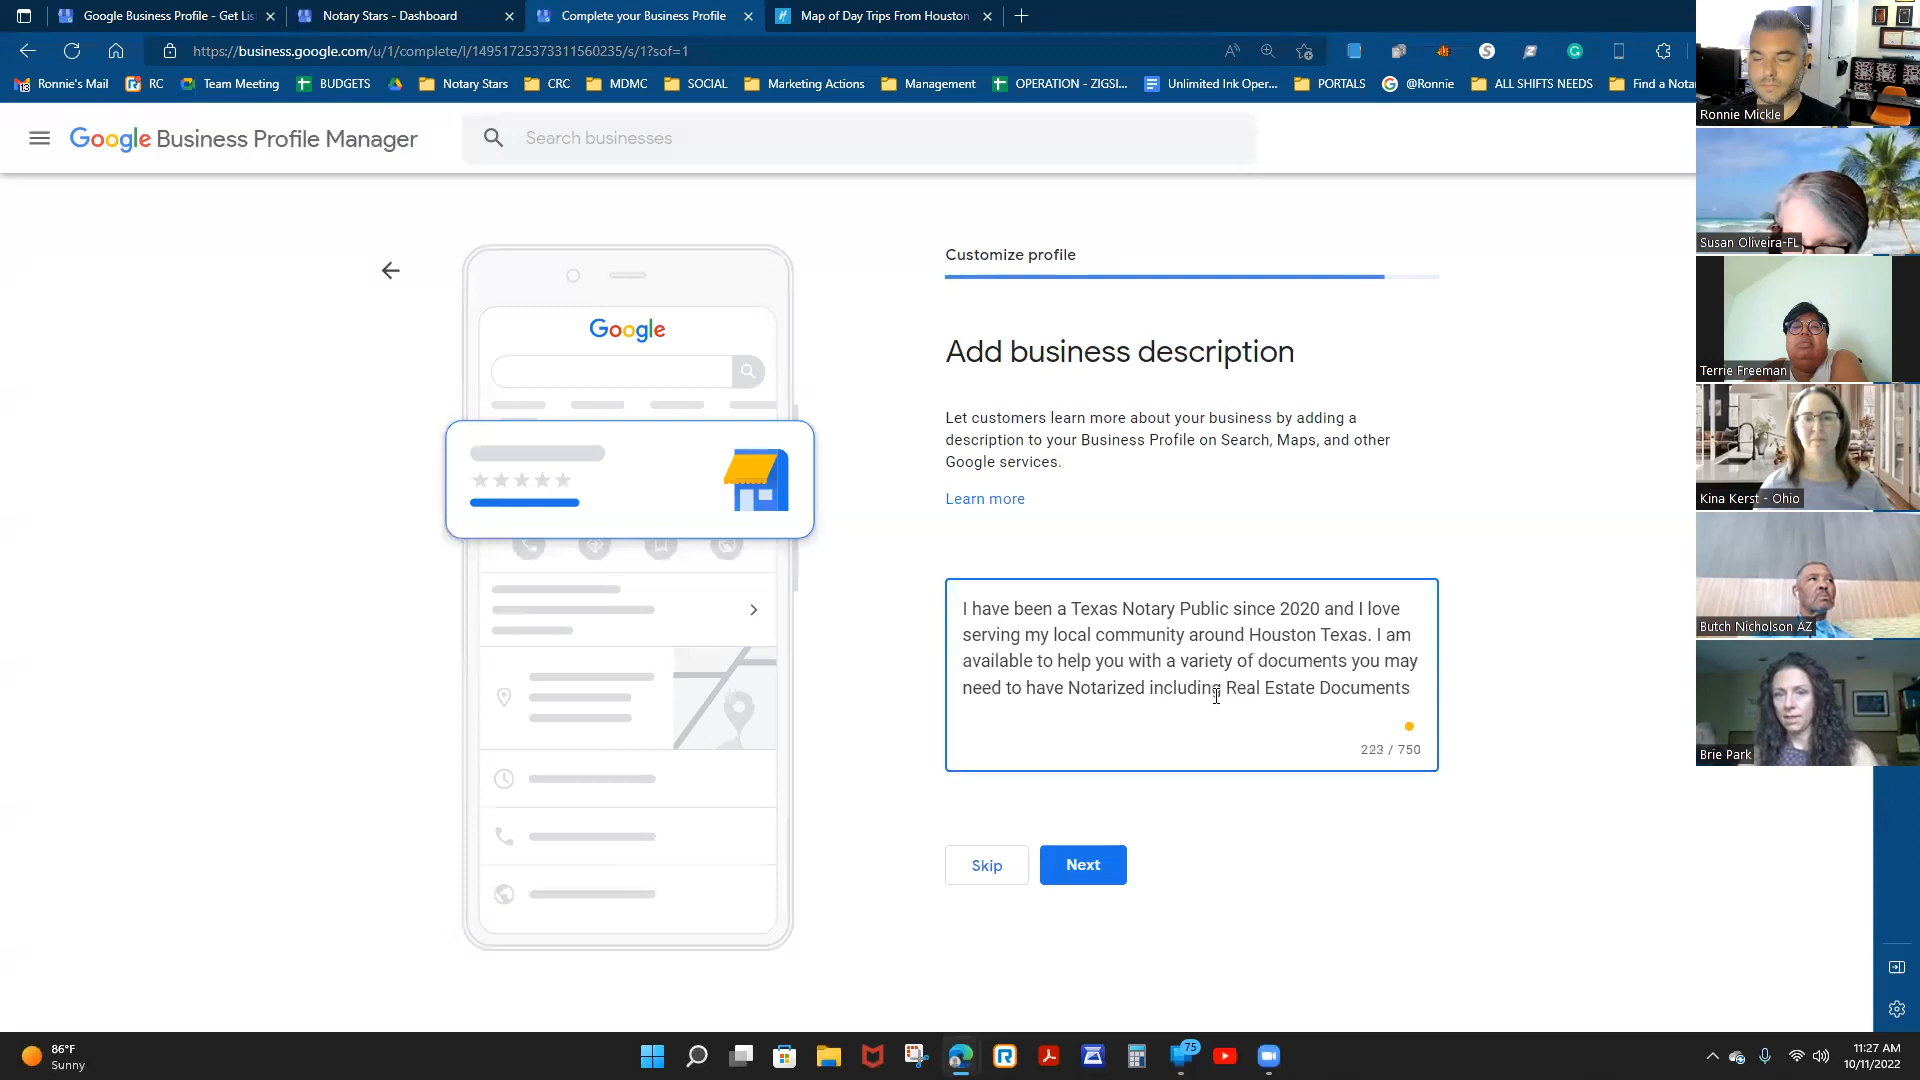 Google Business Profile - Get Lis
Notary Stars - Dashboard
Complete your Business Profile
Map of Day Trips From Houston
https://business.google.com/u/1/complete/l/14951725373311560235/s/1?sof=1
Ronnie's Mail
RC
Team Meeting
BUDGETS
Notary Stars
CRC
MDMC
SOCIAL
Marketing Actions
Management
OPERATION - ZIGSI...
Unlimited Ink Oper...
PORTALS
@Ronnie
ALL SHIFTS NEEDS
Find a Nota
Google Business Profile Manager
Search businesses
Google
Customize profile
Add business description
Let customers learn more about your business by adding a
description to your Business Profile on Search, Maps, and other
Google services.
Learn more
I have been a Texas Notary Public since 2020 and I love
serving my local community around Houston Texas. I am
available to help you with a variety of documents you may
need to have Notarized including Real Estate Documents
223 / 750
Skip
Next
Ronnie Mickle
Susan Oliveira-FL
Terrie Freeman
Kina Kerst - Ohio
Butch Nicholson AZ
Brie Park
86°F
Sunny
75
11:27 AM
10/11/2022